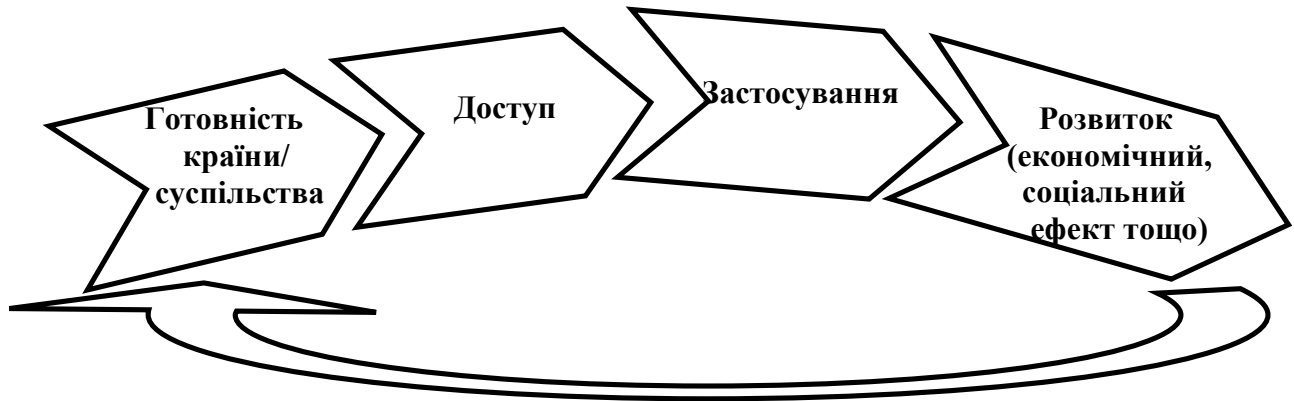 Готовність
країни/
суспільства
Доступ
Застосування
Розвиток
(економічний,
соціальний
ефект тощо)